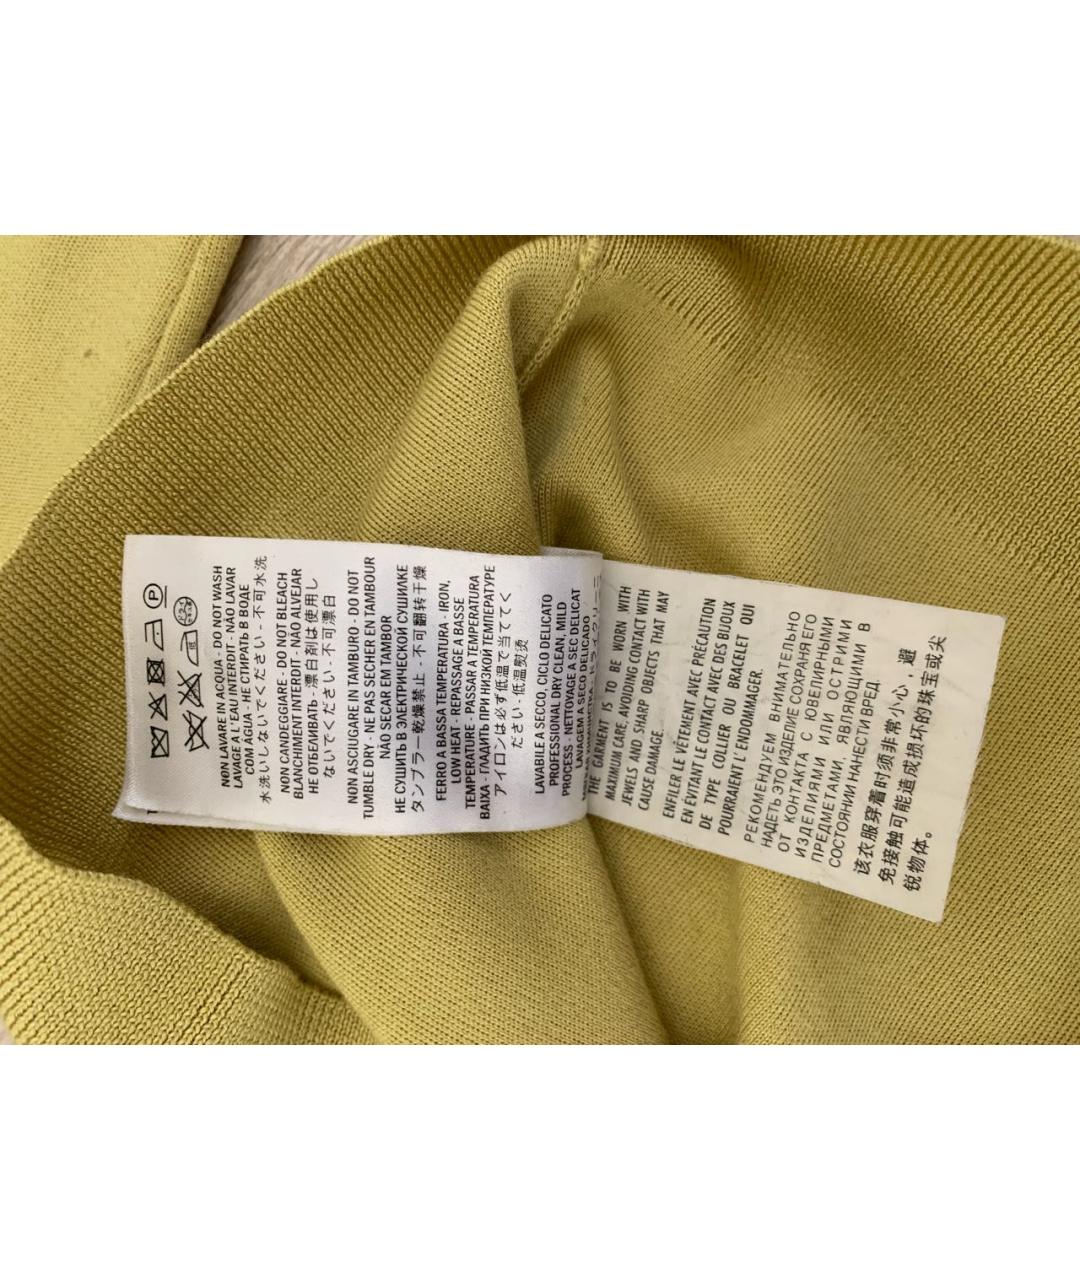 P
NON LAVARE IN ACQUA - DO NOT WASH
LAVAGE A L'EAU INTERDIT - NÃO LAVAR
COM ÁGUA - НЕ СТИРАТЬ В ВОДЕ
水洗いしないでください - 不可水洗
NON CANDEGGIARE - DO NOT BLEACH
BLANCHIMENT INTERDIT - NÃO ALVEJAR
НЕ ОТБЕЛИВАТЬ - 漂白剤は使用し
ないでください - 不可漂白
NON ASCIUGARE IN TAMBURO - DO NOT
TUMBLE DRY - NE PAS SECHER EN TAMBOUR
NÃO SECAR EM TAMBOR
НЕ СУШИТЬ В ЭЛЕКТРИЧЕСКОЙ СУШИЛКЕ
タンブラー乾燥禁止 - 不可翻转干燥
FERRO A BASSA TEMPERATURA - IRON,
LOW HEAT - REPASSAGE A BASSE
TEMPERATURE - PASSAR A TEMPERATURA
BAIXA - ГЛАДИТЬ ПРИ НИЗКОЙ ТЕМПЕРАТУРЕ
アイロンは必ず低温で当ててく
ださい - 低温熨烫
LAVABILE A SECCO, CICLO DELICATO
PROFESSIONAL DRY CLEAN, MILD
PROCESS - NETTOYAGE A SEC DELICAT
LAVAGEM A SECO DELICADO
THE GARMENT IS TO BE WORN WITH
MAXIMUM CARE, AVOIDING CONTACT WITH
JEWELS AND SHARP OBJECTS THAT MAY
CAUSE DAMAGE.
ENFILER LE VÉTEMENT AVEC PRÉCAUTION
EN ÉVITANT LE CONTACT AVEC DES BIJOUX
DE TYPE COLLIER OU BRACELET QUI
POURRAIENT L' ENDOMMAGER.
РЕКОМЕНДУЕМ ВНИМАТЕЛЬНО
НАДЕТЬ ЭТО ИЗДЕЛИЕ СОХРАНЯ ЕГО
ОТ КОНТАКТА С ЮВЕЛИРНЫМИ
ИЗДЕЛИЯМИ ИЛИ ОСТРИМИ
ПРЕДМЕТАМИ, ЯВЛЯЮЩИМИ В
СОСТОЯНИИ НАНЕСТИ ВРЕД.
该衣服穿着时须非常小心, 避
免接触可能造成损坏的珠宝或尖
锐物体。